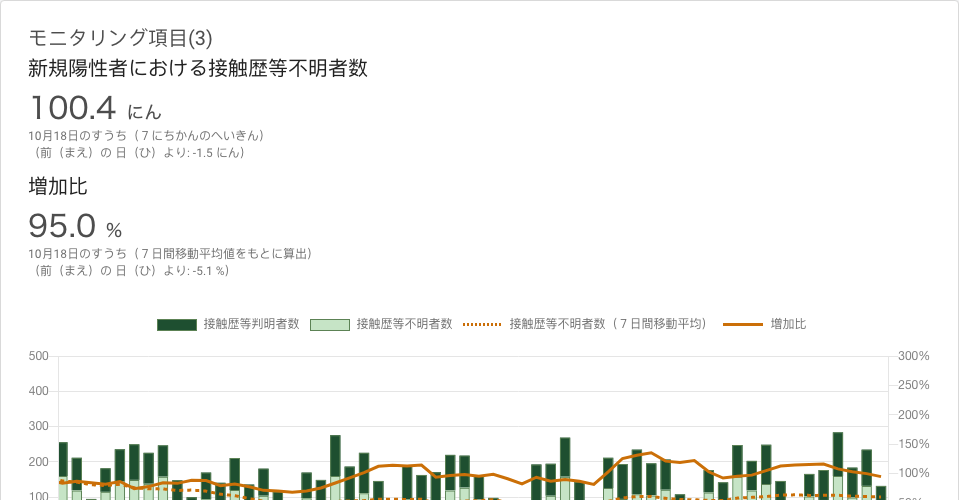 モニタリング項目(3)
新規陽性者における接触歴等不明者数
100.4 にん
10月18日のすうち（７にちかんのへいきん）
（前（まえ）の 日（ひ）より: -1.5 にん）
増加比
95.0 %
10月18日のすうち（７日間移動平均値をもとに算出）
（前（まえ）の 日（ひ）より: -5.1 %）
接触歴等判明者数 接触歴等不明者数 接触歴等不明者数（７日間移動平均） 増加比
500 300%
250%
400
200%
300
150%
200
100%
100